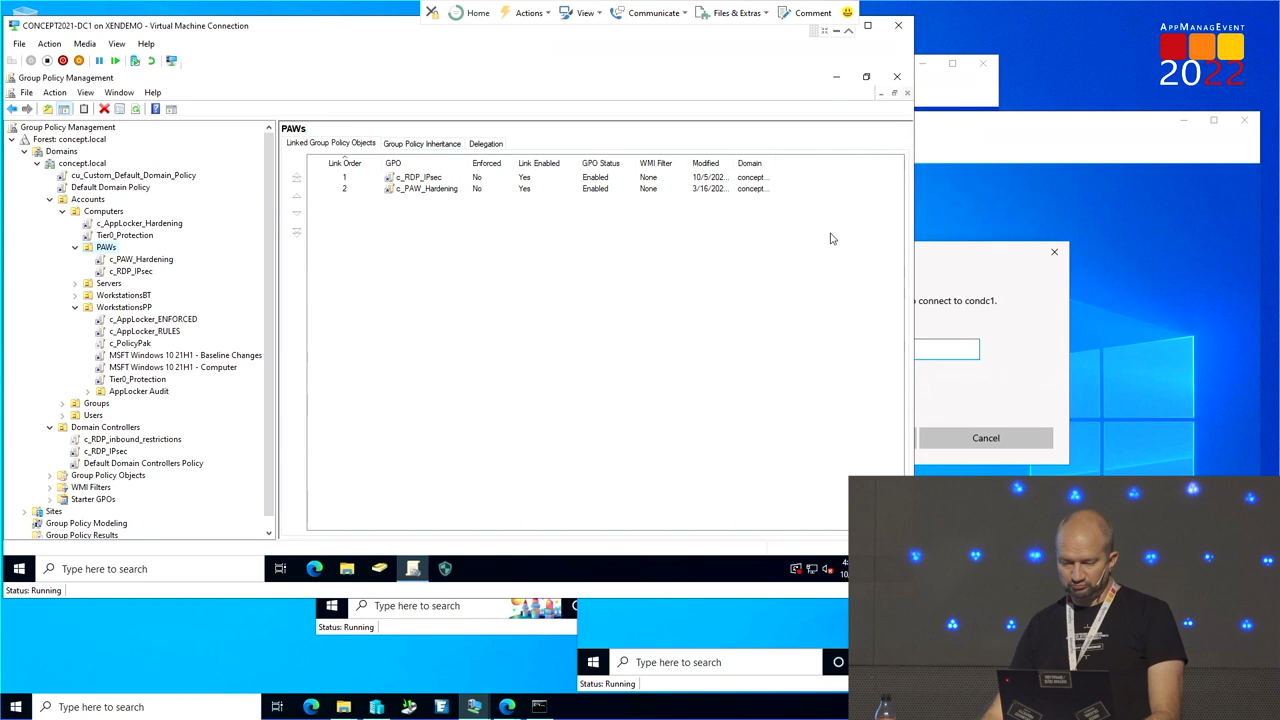 CONCEPT2021-DC1 on XENDEMO - Virtual Machine Connection
Home
Actions
View
Communicate
Files & Extras
Comment
APPMANAGEVENT
2022
File Action Media View Help
Group Policy Management
File Action View Window Help
Group Policy Management
Forest: concept.local
Domains
concept.local
cu_Custom_Default_Domain_Policy
Default Domain Policy
Accounts
Computers
c_AppLocker_Hardening
Tier0_Protection
PAWs
c_PAW_Hardening
c_RDP_IPsec
Servers
WorkstationsBT
WorkstationsPP
c_AppLocker_ENFORCED
c_AppLocker_RULES
c_PolicyPak
MSFT Windows 10 21H1 - Baseline Changes
MSFT Windows 10 21H1 - Computer
Tier0_Protection
AppLocker Audit
Groups
Users
Domain Controllers
c_RDP_inbound_restrictions
c_RDP_IPsec
Default Domain Controllers Policy
Group Policy Objects
WMI Filters
Starter GPOs
Sites
Group Policy Modeling
Group Policy Results
PAWs
Linked Group Policy Objects Group Policy Inheritance Delegation
Link Order GPO Enforced Link Enabled GPO Status WMI Filter Modified Domain
1 c_RDP_IPsec No Yes Enabled None 10/5/202... concept...
2 c_PAW_Hardening No Yes Enabled None 3/16/202... concept...
connect to condc1.
Cancel
Type here to search
Status: Running
Type here to search
Status: Running
Type here to search
Status: Running
Type here to search